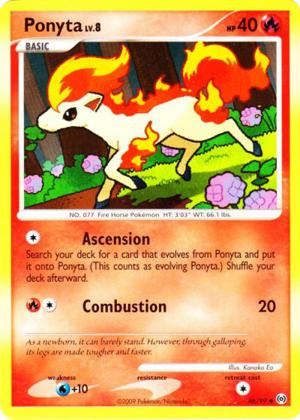 Ponyta LV.8
HP 40
BASIC
NO. 077 Fire Horse Pokémon HT: 3'03" WT: 66.1 lbs.
Ascension
Search your deck for a card that evolves from Ponyta and put
it onto Ponyta. (This counts as evolving Ponyta.) Shuffle your
deck afterward.
Combustion 20
As a newborn, it can barely stand. However, through galloping,
its legs are made tougher and faster.
Illus. Kanako Eo
weakness
resistance
retreat cost
+10
©2009 Pokémon/Nintendo